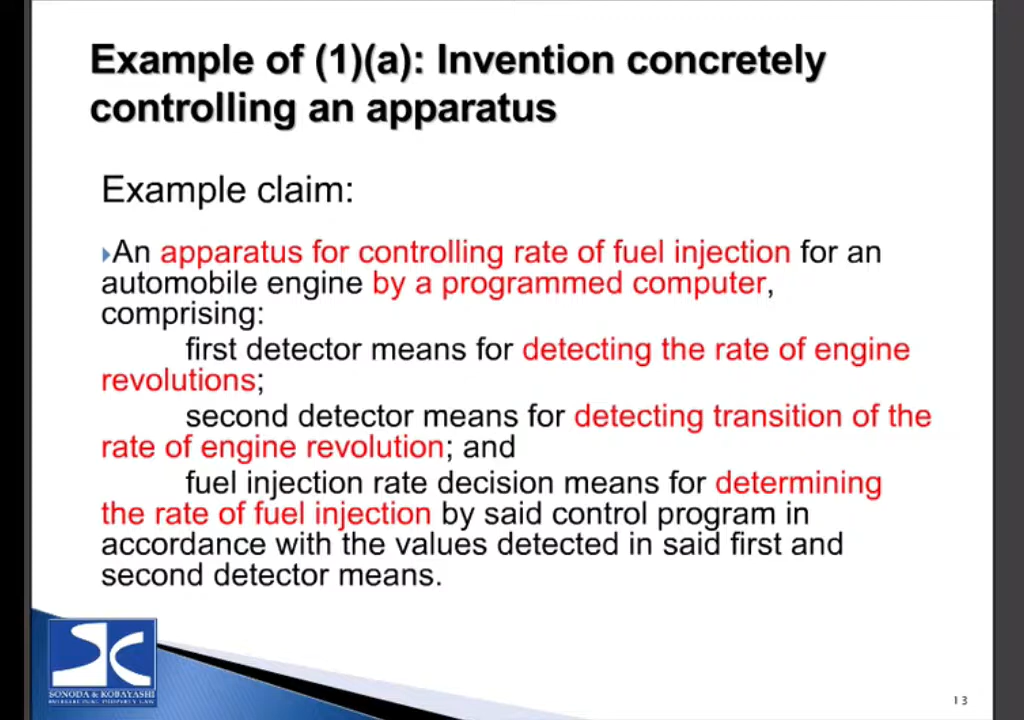 Example of (1)(a): Invention concretely
controlling an apparatus
Example claim:
An apparatus for controlling rate of fuel injection for an
automobile engine by a programmed computer,
comprising:
first detector means for detecting the rate of engine
revolutions;
second detector means for detecting transition of the
rate of engine revolution; and
fuel injection rate decision means for determining
the rate of fuel injection by said control program in
accordance with the values detected in said first and
second detector means.
SONODA & KOBAYASHI
INTELLECTUAL PROPERTY LAW
13